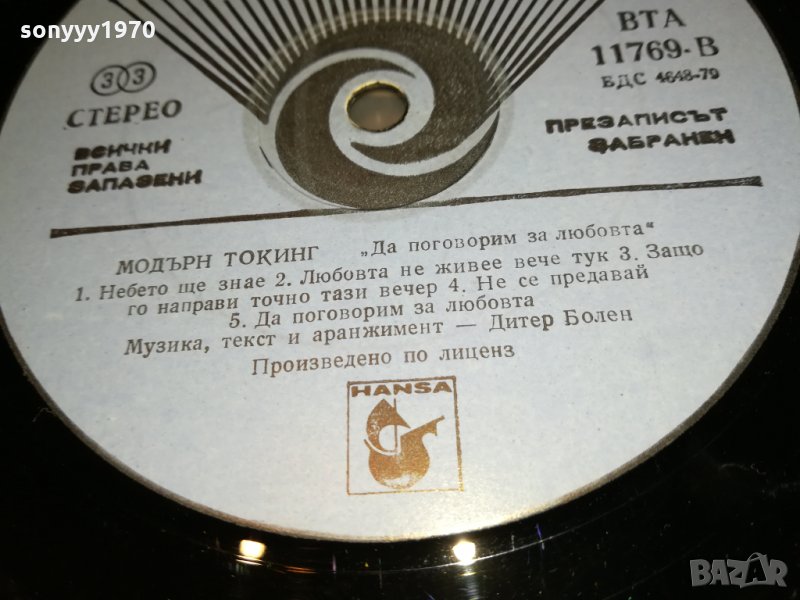 sonyyy1970
ВТА
11769-В
БДС 4648-79
33
СТЕРЕО
ПРЕЗАПИСЪТ
ЗАБРАНЕН
ВСИЧКИ
ПРАВА
ЗАПАЗЕНИ
МОДЪРН ТОКИНГ „Да поговорим за любовта“
1. Небето ще знае 2. Любовта не живее вече тук 3. Защо
го направи точно тази вечер 4. Не се предавай
5. Да поговорим за любовта
Музика, текст и аранжимент — Дитер Болен
Произведено по лиценз
HANSA
BAZAR